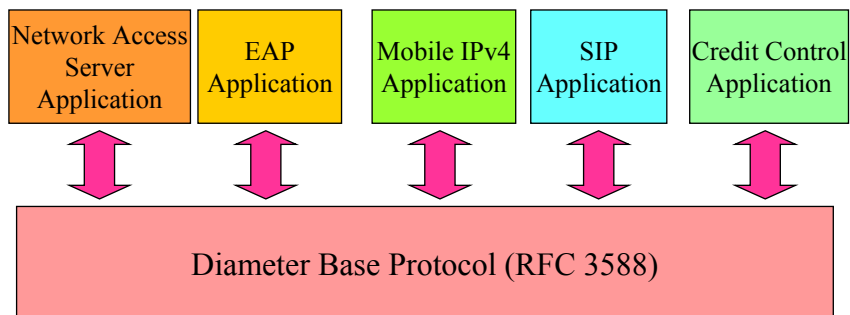 Network Access
Server
Application
EAP
Application
Mobile IPv4
Application
SIP
Application
Credit Control
Application
Diameter Base Protocol (RFC 3588)